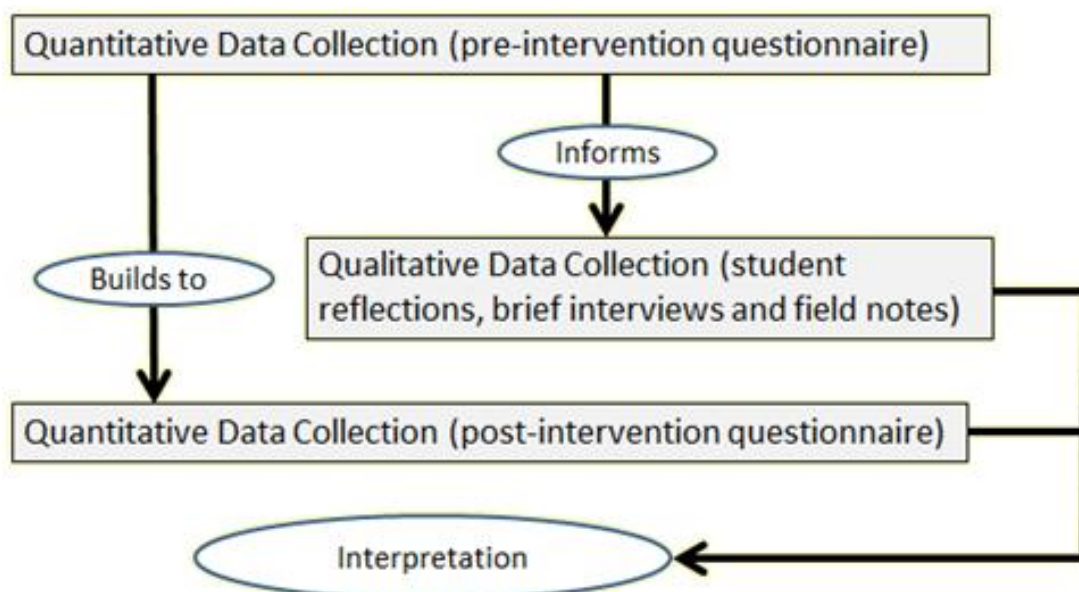 Quantitative Data Collection (pre-intervention questionnaire)
Informs
Builds to
Qualitative Data Collection (student
reflections, brief interviews and field notes)
Quantitative Data Collection (post-intervention questionnaire)
Interpretation